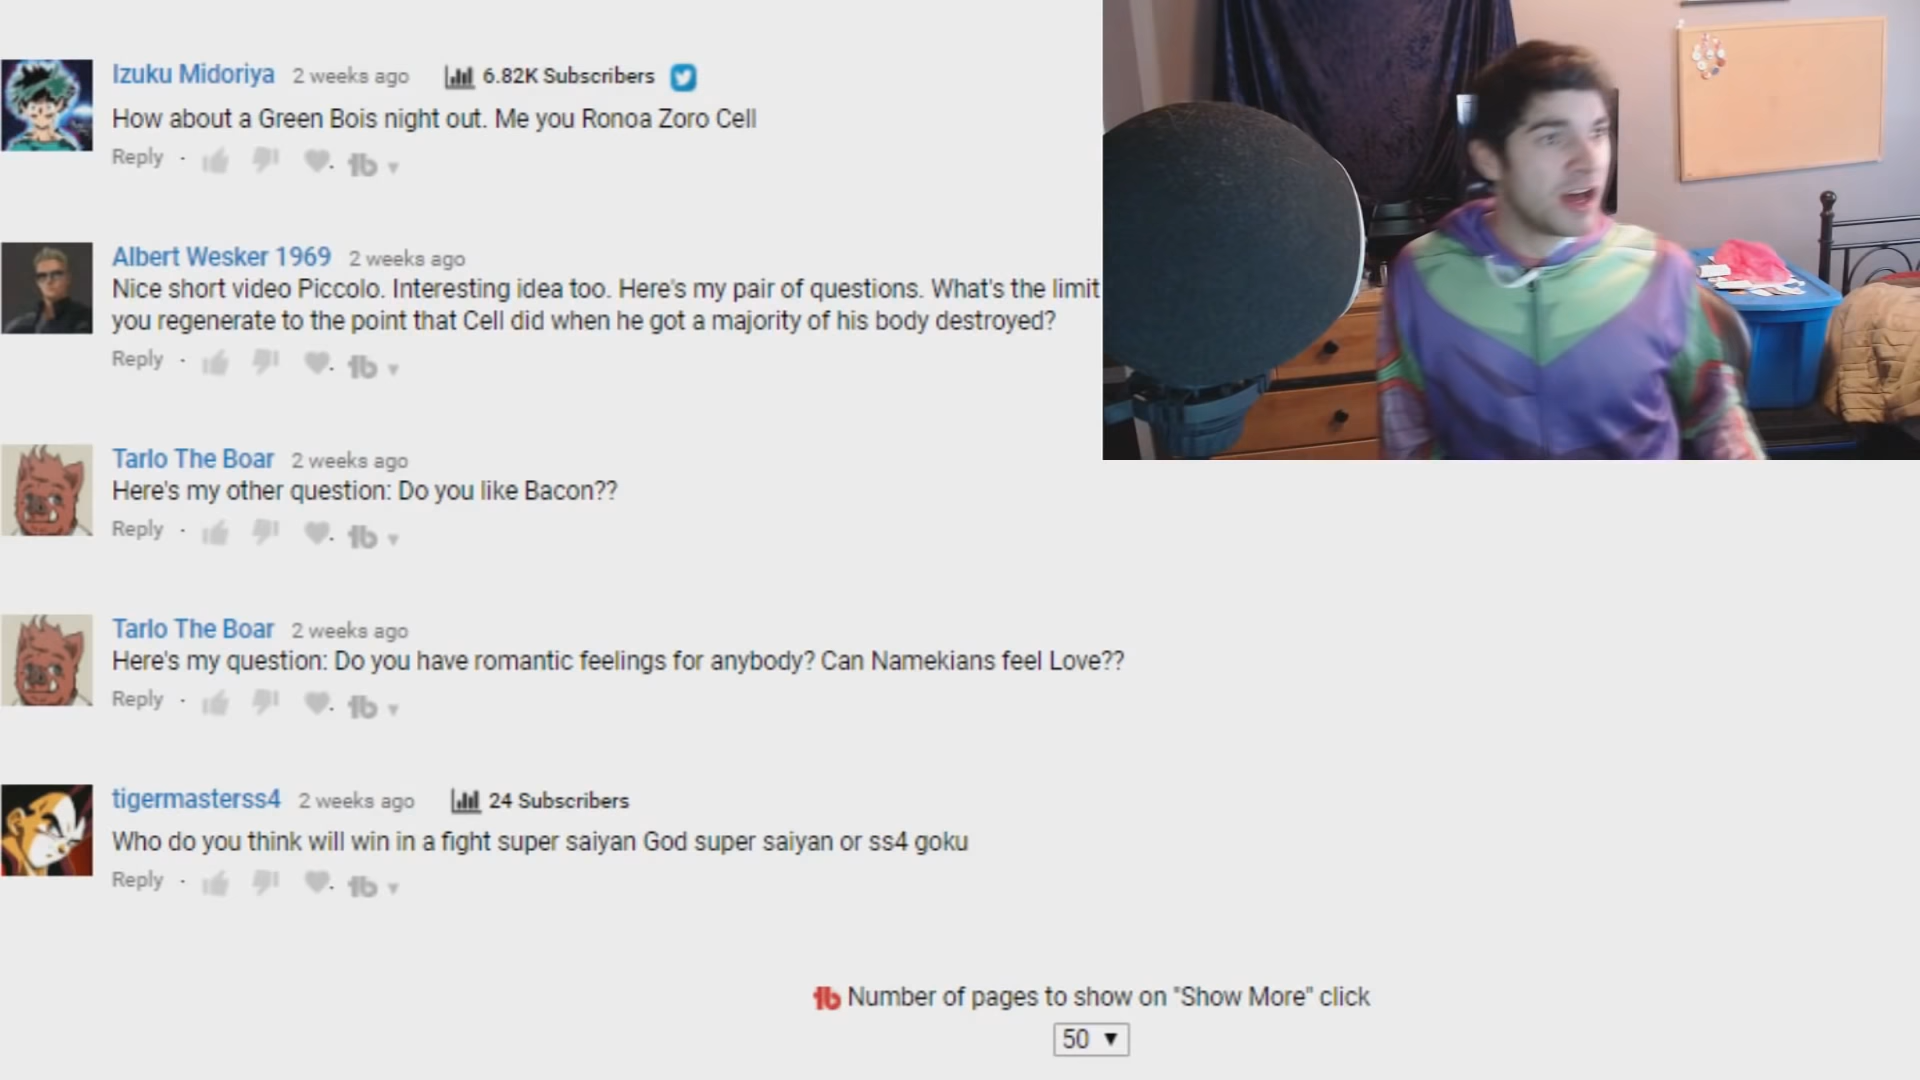 Izuku Midoriya 2 weeks ago 6.82K Subscribers
How about a Green Bois night out. Me you Ronoa Zoro Cell
Reply ·
Albert Wesker 1969 2 weeks ago
Nice short video Piccolo. Interesting idea too. Here's my pair of questions. What's the limit
you regenerate to the point that Cell did when he got a majority of his body destroyed?
Reply ·
Tarlo The Boar 2 weeks ago
Here's my other question: Do you like Bacon??
Reply ·
Tarlo The Boar 2 weeks ago
Here's my question: Do you have romantic feelings for anybody? Can Namekians feel Love??
Reply ·
tigermasterss4 2 weeks ago 24 Subscribers
Who do you think will win in a fight super saiyan God super saiyan or ss4 goku
Reply ·
Number of pages to show on "Show More" click
50